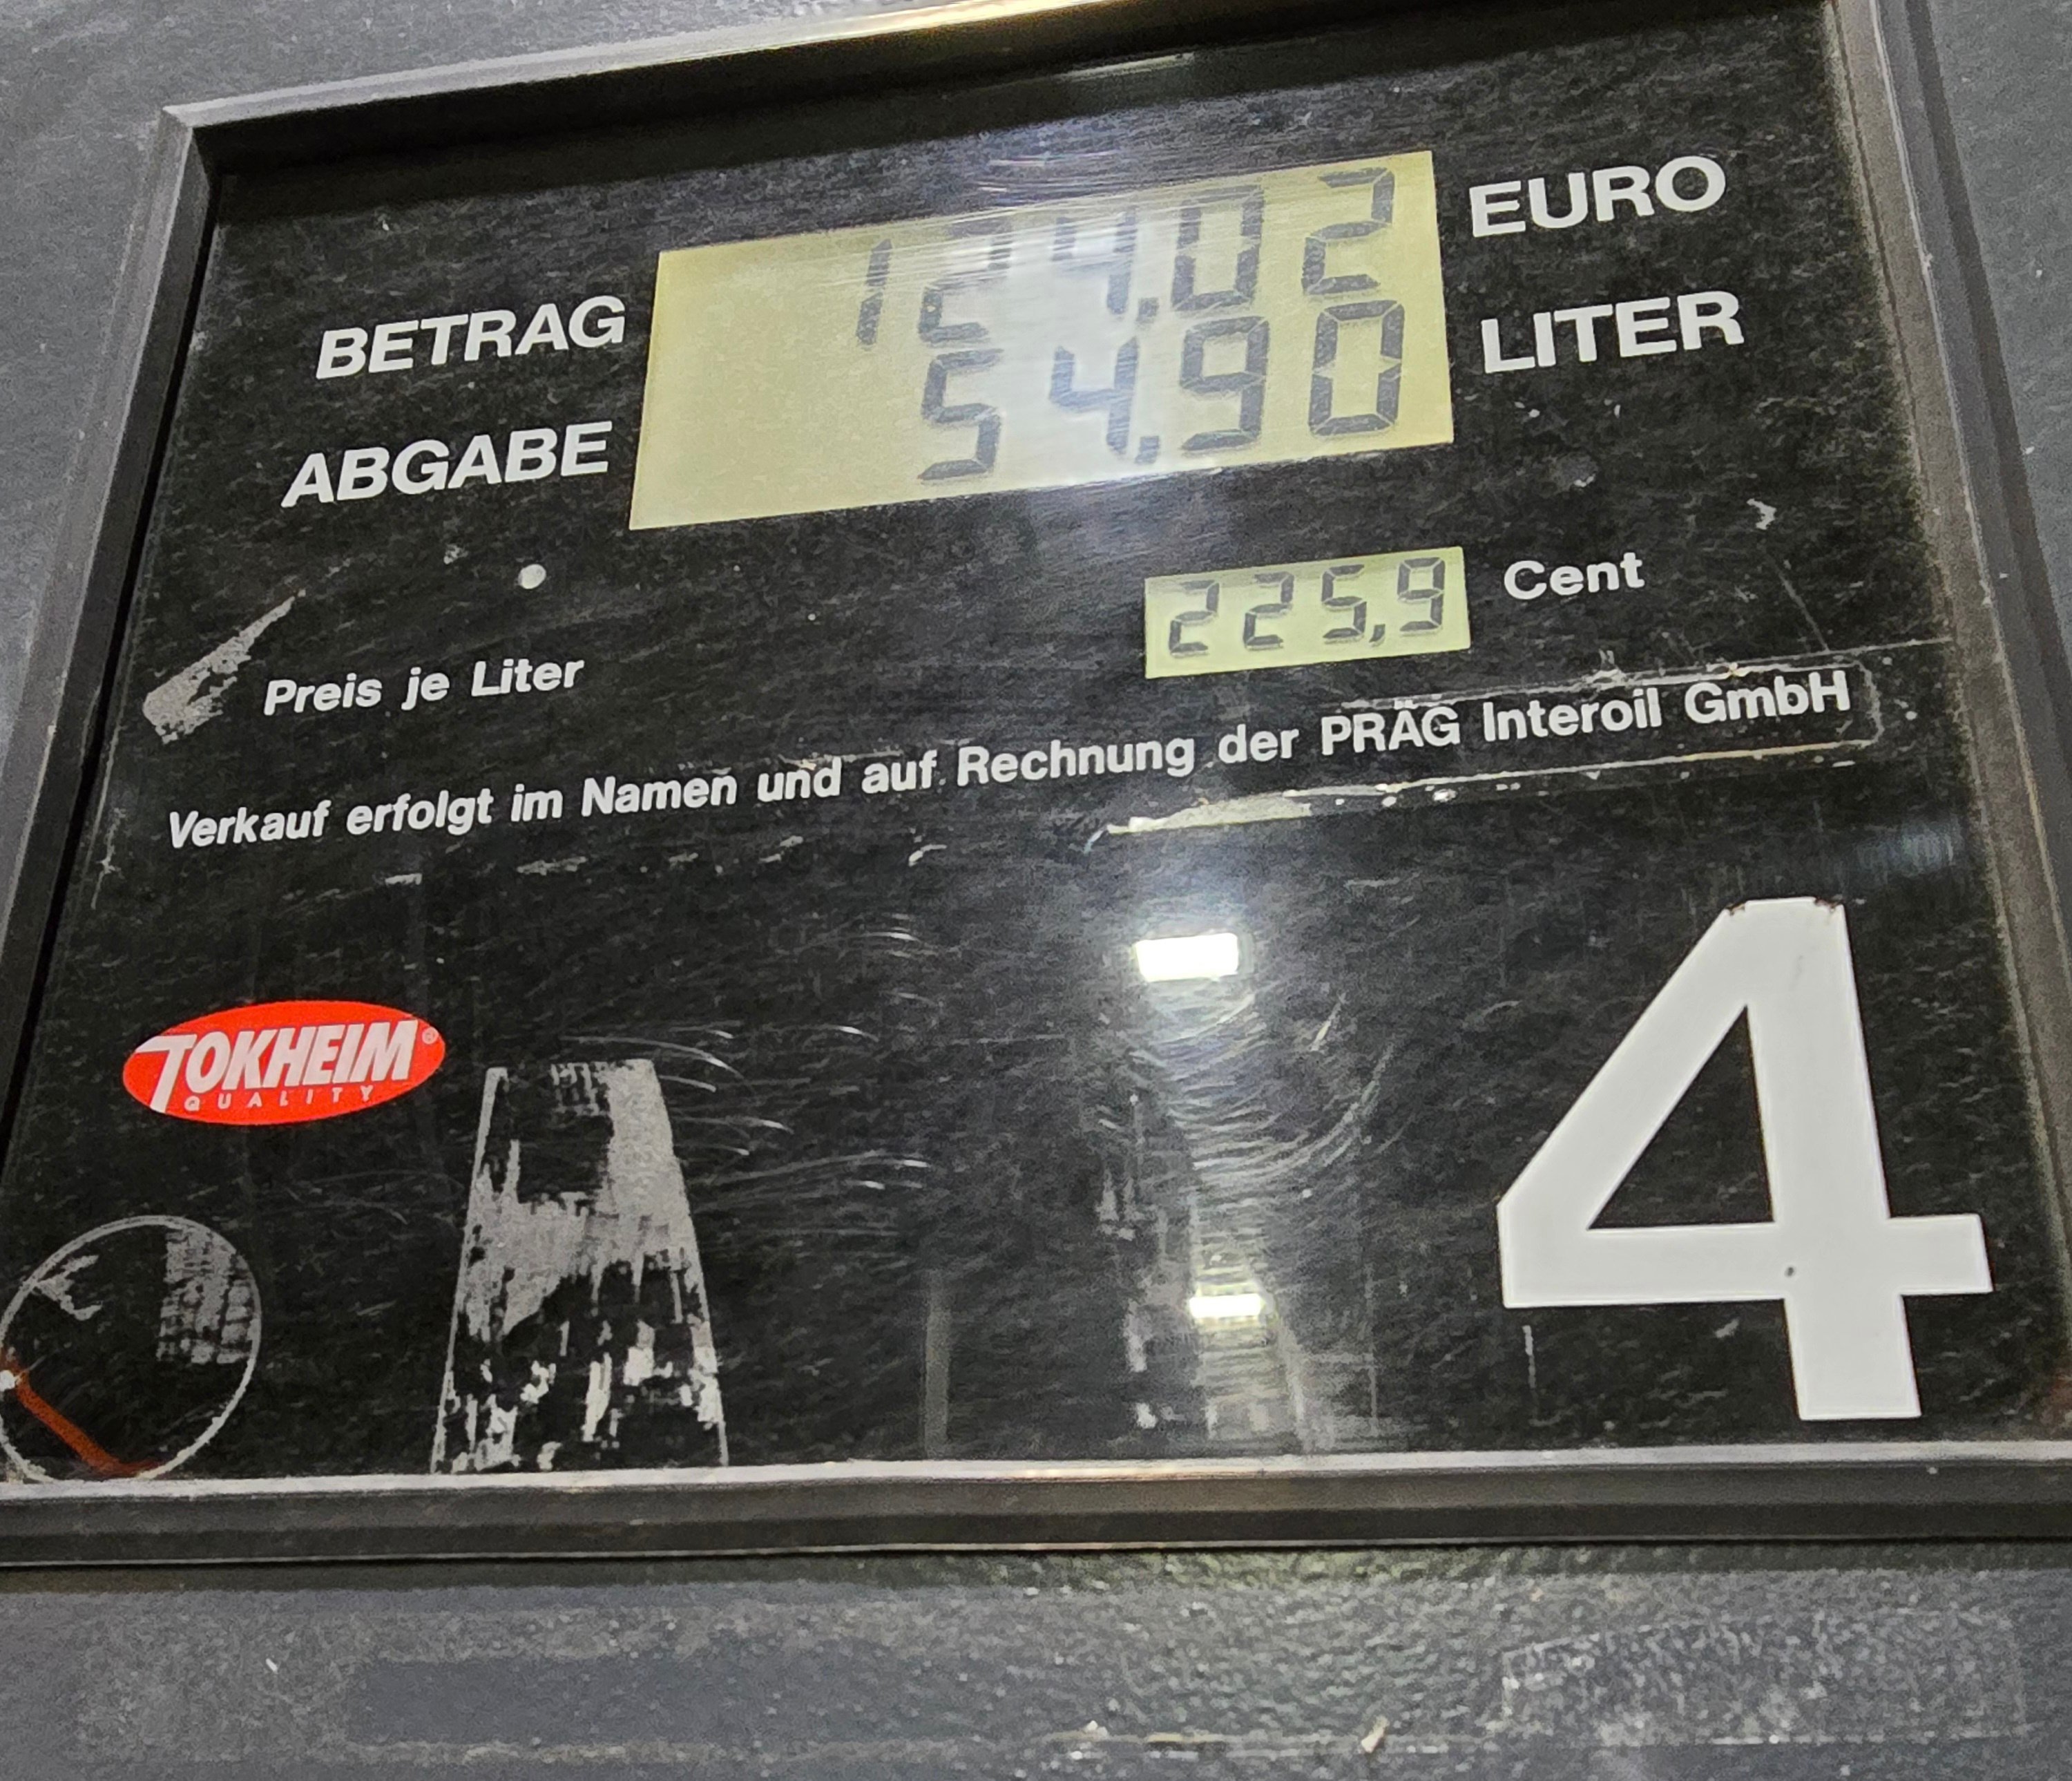 BETRAG 124.02 EURO
ABGABE 54.90 LITER
Preis je Liter 225,9 Cent
Verkauf erfolgt im Namen und auf Rechnung der PRÄG Interoil GmbH
TOKHEIM®
QUALITY
4